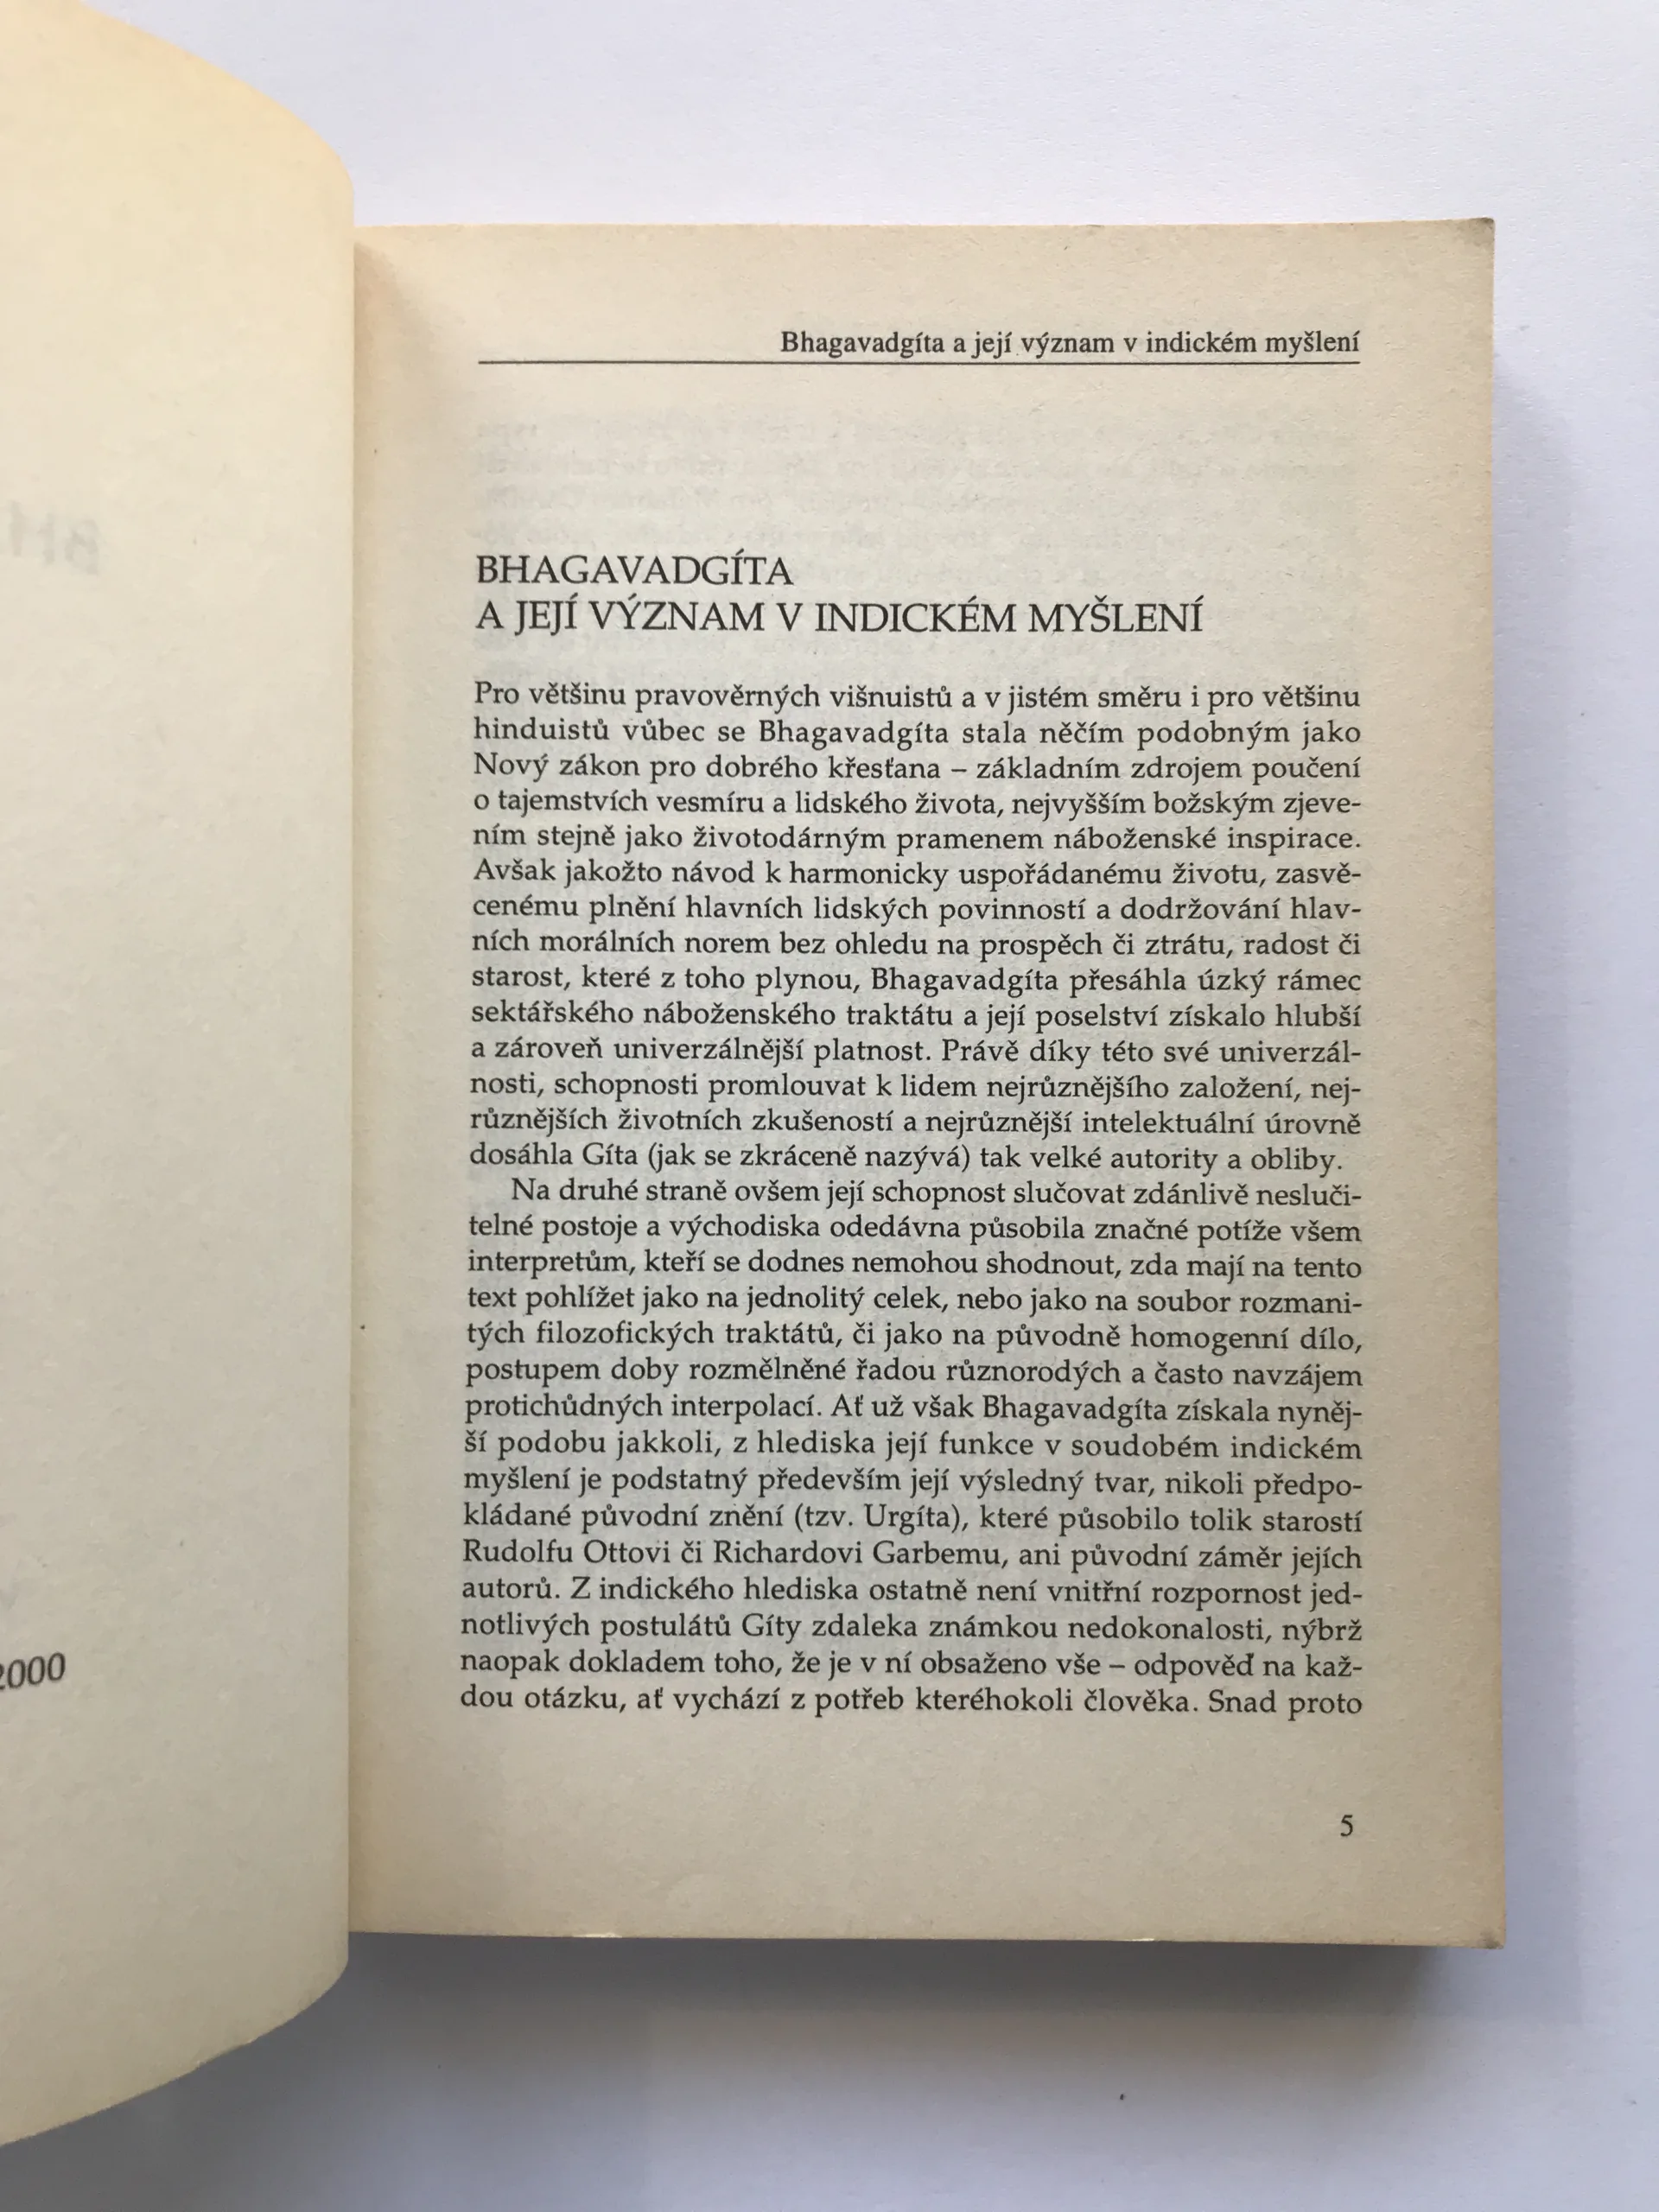 2000
Bhagavadgíta a její význam v indickém myšlení
BHAGAVADGÍTA
A JEJÍ VÝZNAM V INDICKÉM MYŠLENÍ
Pro většinu pravověrných višnuistů a v jistém směru i pro většinu
hinduistů vůbec se Bhagavadgíta stala něčím podobným jako
Nový zákon pro dobrého křesťana – základním zdrojem poučení
o tajemstvích vesmíru a lidského života, nejvyšším božským zjeve-
ním stejně jako životodárným pramenem náboženské inspirace.
Avšak jakožto návod k harmonicky uspořádanému životu, zasvě-
cenému plnění hlavních lidských povinností a dodržování hlav-
ních morálních norem bez ohledu na prospěch či ztrátu, radost či
starost, které z toho plynou, Bhagavadgíta přesáhla úzký rámec
sektářského náboženského traktátu a její poselství získalo hlubší
a zároveň univerzálnější platnost. Právě díky této své univerzál-
nosti, schopnosti promlouvat k lidem nejrůznějšího založení, nej-
různějších životních zkušeností a nejrůznější intelektuální úrovně
dosáhla Gíta (jak se zkráceně nazývá) tak velké autority a obliby.
Na druhé straně ovšem její schopnost slučovat zdánlivě nesluči-
telné postoje a východiska odedávna působila značné potíže všem
interpretům, kteří se dodnes nemohou shodnout, zda mají na tento
text pohlížet jako na jednolitý celek, nebo jako na soubor rozmani-
tých filozofických traktátů, či jako na původně homogenní dílo,
postupem doby rozmělněné řadou různorodých a často navzájem
protichůdných interpolací. Ať už však Bhagavadgíta získala nyněj-
ší podobu jakkoli, z hlediska její funkce v soudobém indickém
myšlení je podstatný především její výsledný tvar, nikoli předpo-
kládané původní znění (tzv. Urgíta), které působilo tolik starostí
Rudolfu Ottovi či Richardovi Garbemu, ani původní záměr jejích
autorů. Z indického hlediska ostatně není vnitřní rozpornost jed-
notlivých postulátů Gíty zdaleka známkou nedokonalosti, nýbrž
naopak dokladem toho, že je v ní obsaženo vše – odpověď na kaž-
dou otázku, ať vychází z potřeb kteréhokoli člověka. Snad proto
5